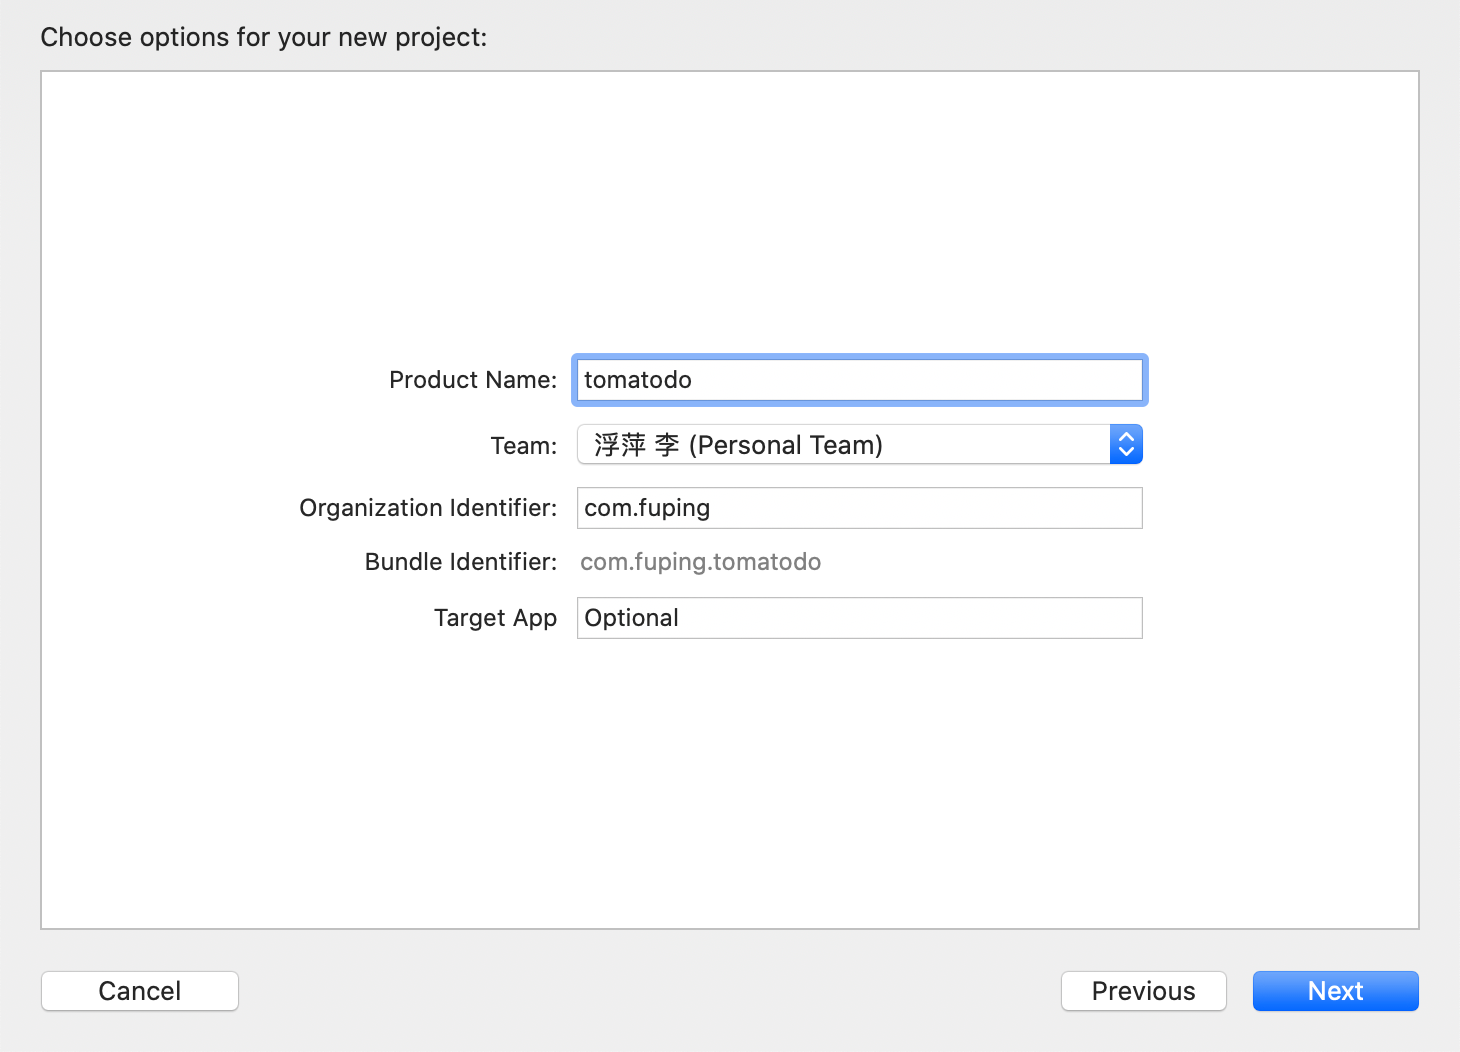 Choose options for your new project:
Product Name: tomatodo
Team: 浮萍 李 (Personal Team)
Organization Identifier: com.fuping
Bundle Identifier: com.fuping.tomatodo
Target App Optional
Cancel Previous Next